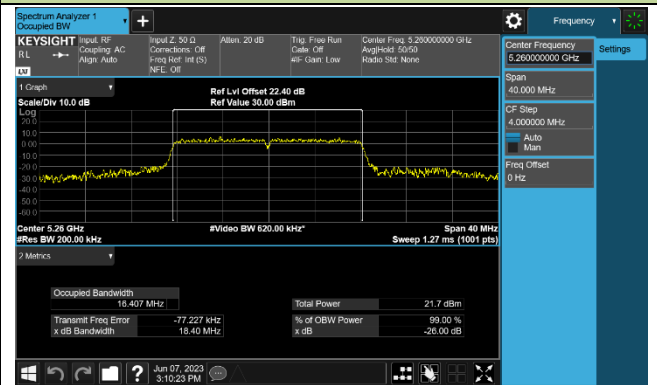 Spectrum Analyzer 1
Occupied BW
+
Frequency
KEYSIGHT
RL
LXI
Input: RF
Coupling: AC
Align: Auto
Input Z: 50 Ω
Corrections: Off
Freq Ref: Int (S)
NFE: Off
Atten: 20 dB
Trig: Free Run
Gate: Off
#IF Gain: Low
Center Freq: 5.260000000 GHz
Avg|Hold: 50/50
Radio Std: None
Center Frequency
5.260000000 GHz
Settings
Span
40.000 MHz
CF Step
4.000000 MHz
Auto
Man
Freq Offset
0 Hz
1 Graph
Scale/Div 10.0 dB
Ref Lvl Offset 22.40 dB
Ref Value 30.00 dBm
Log
20.0
10.0
0.00
-10.0
-20.0
-30.0
-40.0
-50.0
-60.0
Center 5.26 GHz
#Res BW 200.00 kHz
#Video BW 620.00 kHz*
Span 40 MHz
Sweep 1.27 ms (1001 pts)
2 Metrics
Occupied Bandwidth
16.407 MHz
Total Power 21.7 dBm
Transmit Freq Error -77.227 kHz
% of OBW Power 99.00 %
x dB Bandwidth 18.40 MHz
x dB -26.00 dB
?
Jun 07, 2023
3:10:23 PM